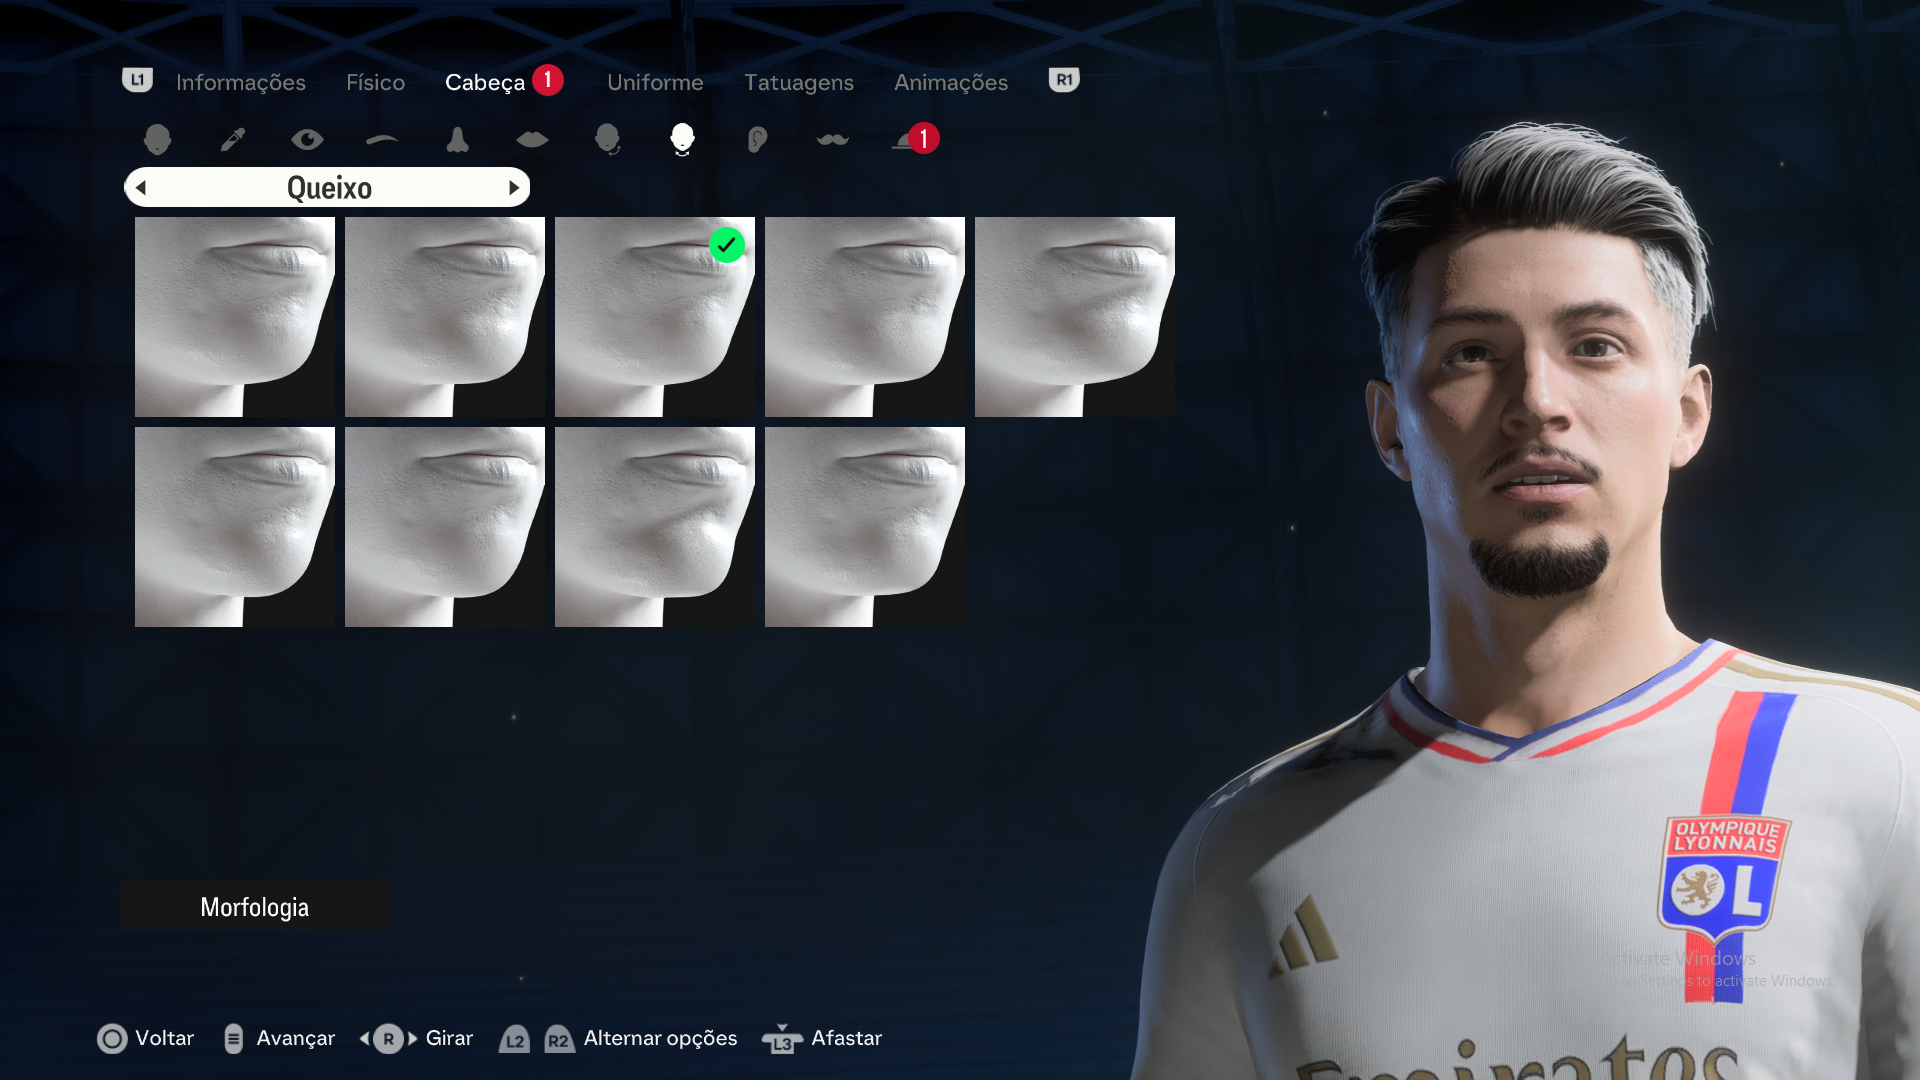 L1 Informações Físico Cabeça 1 Uniforme Tatuagens Animações R1
1
Queixo
OLYMPIQUE
LYONNAIS
OL
Morfologia
Activate Windows
Go to Settings to activate Windows.
Emirates
Voltar Avançar R Girar L2 R2 Alternar opções L3 Afastar